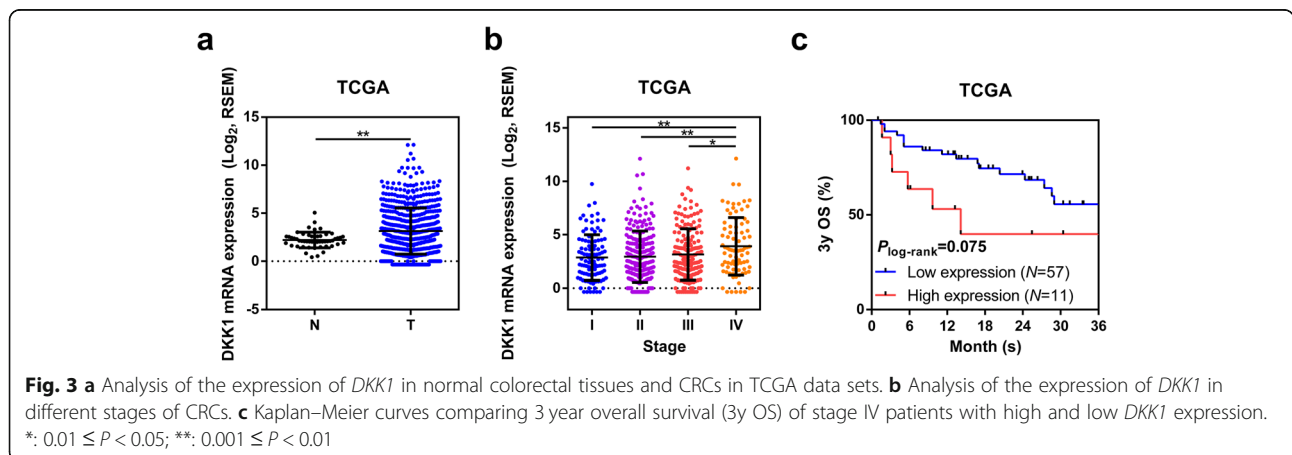 a
TCGA
DKK1 mRNA expression (Log2, RSEM)
15
10
5
0
-5
**
N
T
b
TCGA
DKK1 mRNA expression (Log2, RSEM)
15
10
5
0
**
**
*
I
II
III
IV
Stage
c
TCGA
3y OS (%)
100
50
0
Plog-rank=0.075
Low expression (N=57)
High expression (N=11)
0
6
12
18
24
30
36
Month (s)
Fig. 3 a Analysis of the expression of DKK1 in normal colorectal tissues and CRCs in TCGA data sets. b Analysis of the expression of DKK1 in
different stages of CRCs. c Kaplan–Meier curves comparing 3 year overall survival (3y OS) of stage IV patients with high and low DKK1 expression.
*: 0.01 ≤ P < 0.05; **: 0.001 ≤ P < 0.01